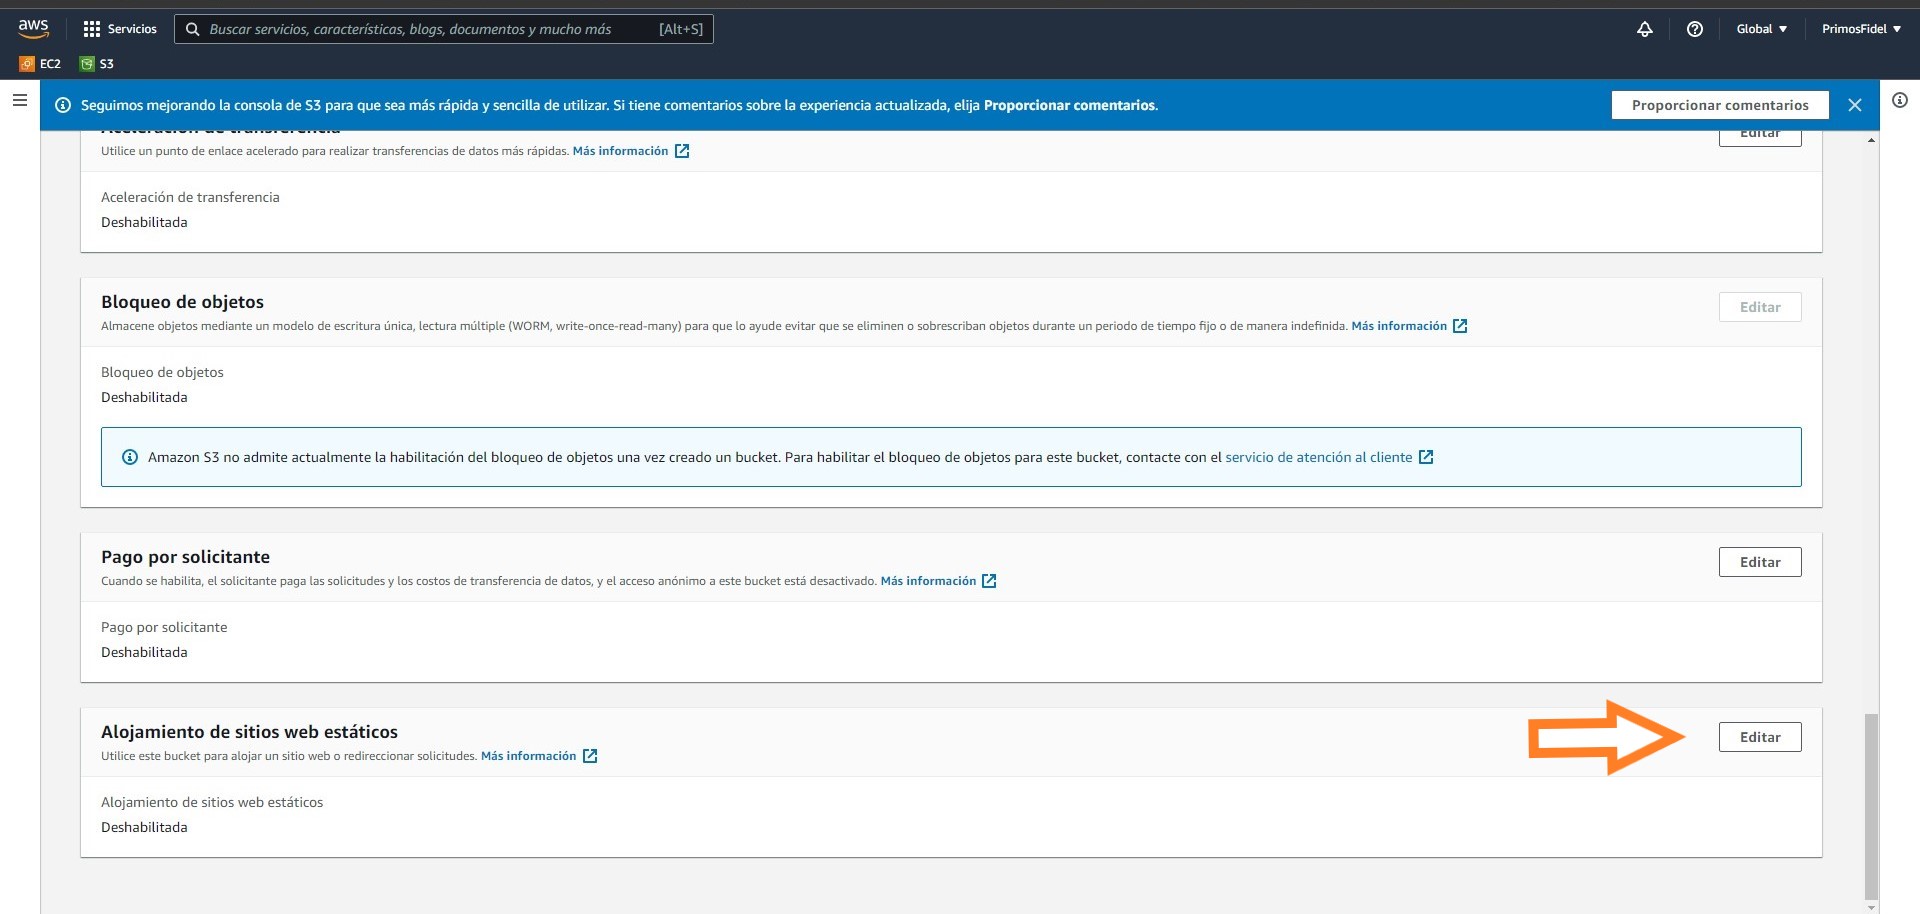 aws
Servicios
Buscar servicios, características, blogs, documentos y mucho más
[Alt+S]
Global
PrimosFidel
EC2
S3
Seguimos mejorando la consola de S3 para que sea más rápida y sencilla de utilizar. Si tiene comentarios sobre la experiencia actualizada, elija Proporcionar comentarios.
Proporcionar comentarios
Aceleración de transferencia
Editar
Utilice un punto de enlace acelerado para realizar transferencias de datos más rápidas. Más información
Aceleración de transferencia
Deshabilitada
Bloqueo de objetos
Editar
Almacene objetos mediante un modelo de escritura única, lectura múltiple (WORM, write-once-read-many) para que lo ayude evitar que se eliminen o sobrescriban objetos durante un periodo de tiempo fijo o de manera indefinida. Más información
Bloqueo de objetos
Deshabilitada
Amazon S3 no admite actualmente la habilitación del bloqueo de objetos una vez creado un bucket. Para habilitar el bloqueo de objetos para este bucket, contacte con el servicio de atención al cliente
Pago por solicitante
Editar
Cuando se habilita, el solicitante paga las solicitudes y los costos de transferencia de datos, y el acceso anónimo a este bucket está desactivado. Más información
Pago por solicitante
Deshabilitada
Alojamiento de sitios web estáticos
Editar
Utilice este bucket para alojar un sitio web o redireccionar solicitudes. Más información
Alojamiento de sitios web estáticos
Deshabilitada